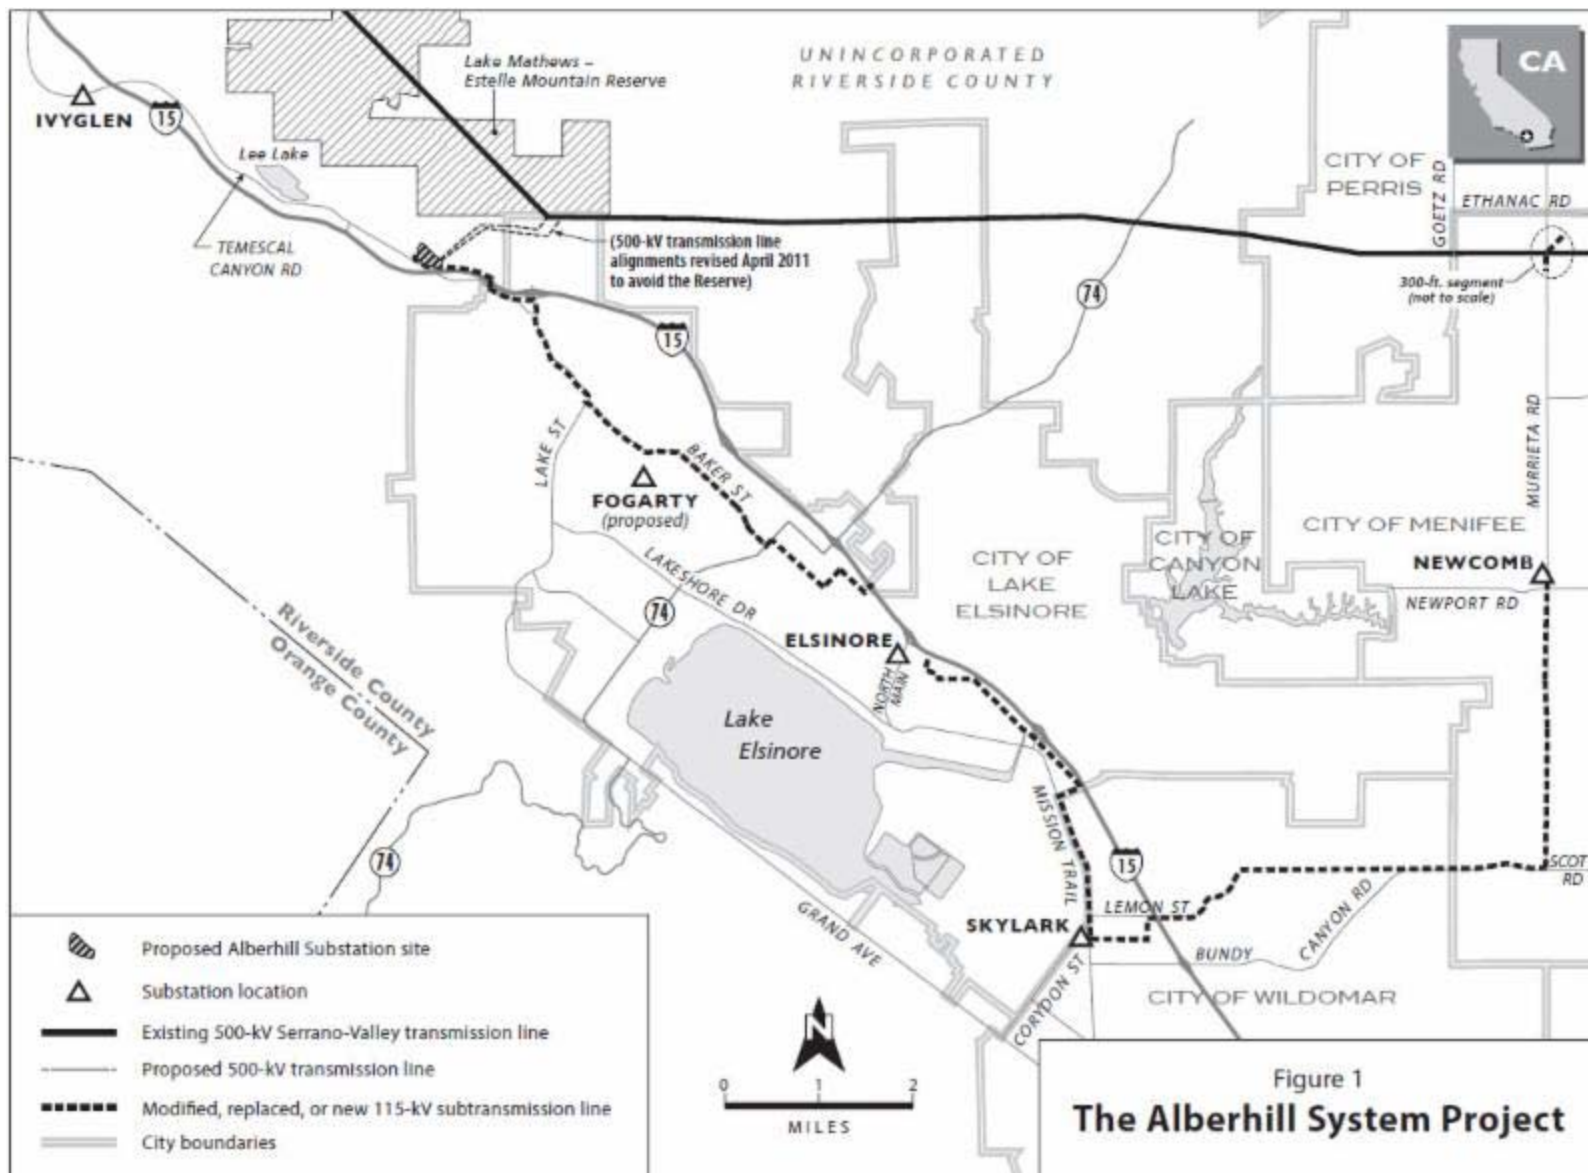 UNINCORPORATED
RIVERSIDE COUNTY
CA
Lake Mathews –
Estelle Mountain Reserve
IVYGLEN
15
Lee Lake
TEMESCAL
CANYON RD
(500-kV transmission line
alignments revised April 2011
to avoid the Reserve)
CITY OF
PERRIS
GOETZ RD
ETHANAC RD
300-ft. segment
(not to scale)
74
15
LAKE ST
BAKER ST
FOGARTY
(proposed)
MURRIETA RD
CITY OF MENIFEE
CITY OF
LAKE
ELSINORE
CITY OF
CANYON
LAKE
NEWCOMB
NEWPORT RD
LAKESHORE DR
74
Riverside County
Orange County
ELSINORE
NORTH
MAIN
Lake
Elsinore
MISSION TRAIL
15
74
SCOT
RD
LEMON ST
SKYLARK
GRAND AVE
CORYDON ST
BUNDY
CANYON RD
CITY OF WILDOMAR
Proposed Alberhill Substation site
Substation location
Existing 500-kV Serrano-Valley transmission line
Proposed 500-kV transmission line
Modified, replaced, or new 115-kV subtransmission line
City boundaries
N
0 1 2
MILES
Figure 1
The Alberhill System Project